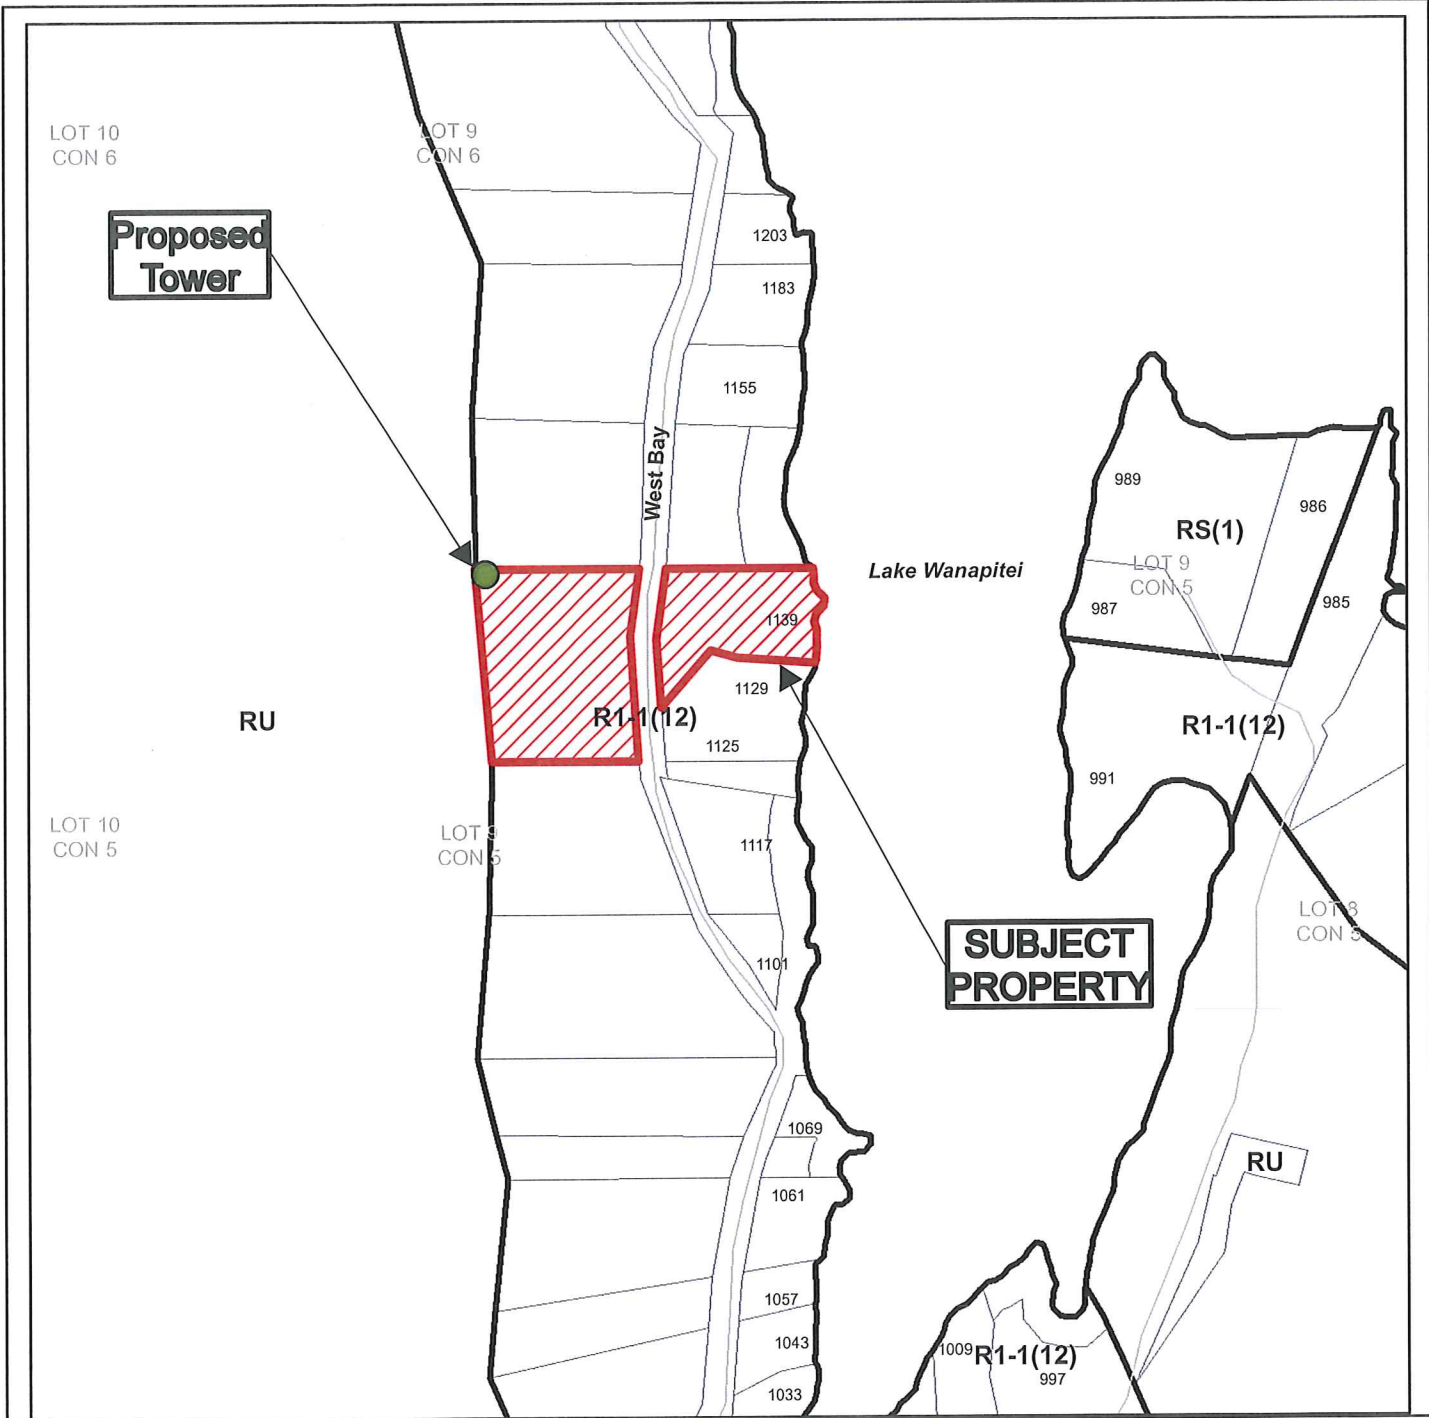 LOT 10
CON 6
LOT 9
CON 6
Proposed
Tower
1203
1183
1155
West Bay
989
986
RS(1)
Lake Wanapitei
LOT 9
CON 5
987
985
1139
1129
RU
R1-1(12)
R1-1(12)
1125
991
LOT 10
CON 5
LOT 9
CON 5
1117
LOT 8
CON 5
SUBJECT
PROPERTY
1101
1069
RU
1061
1057
1043
1009
R1-1(12)
997
1033